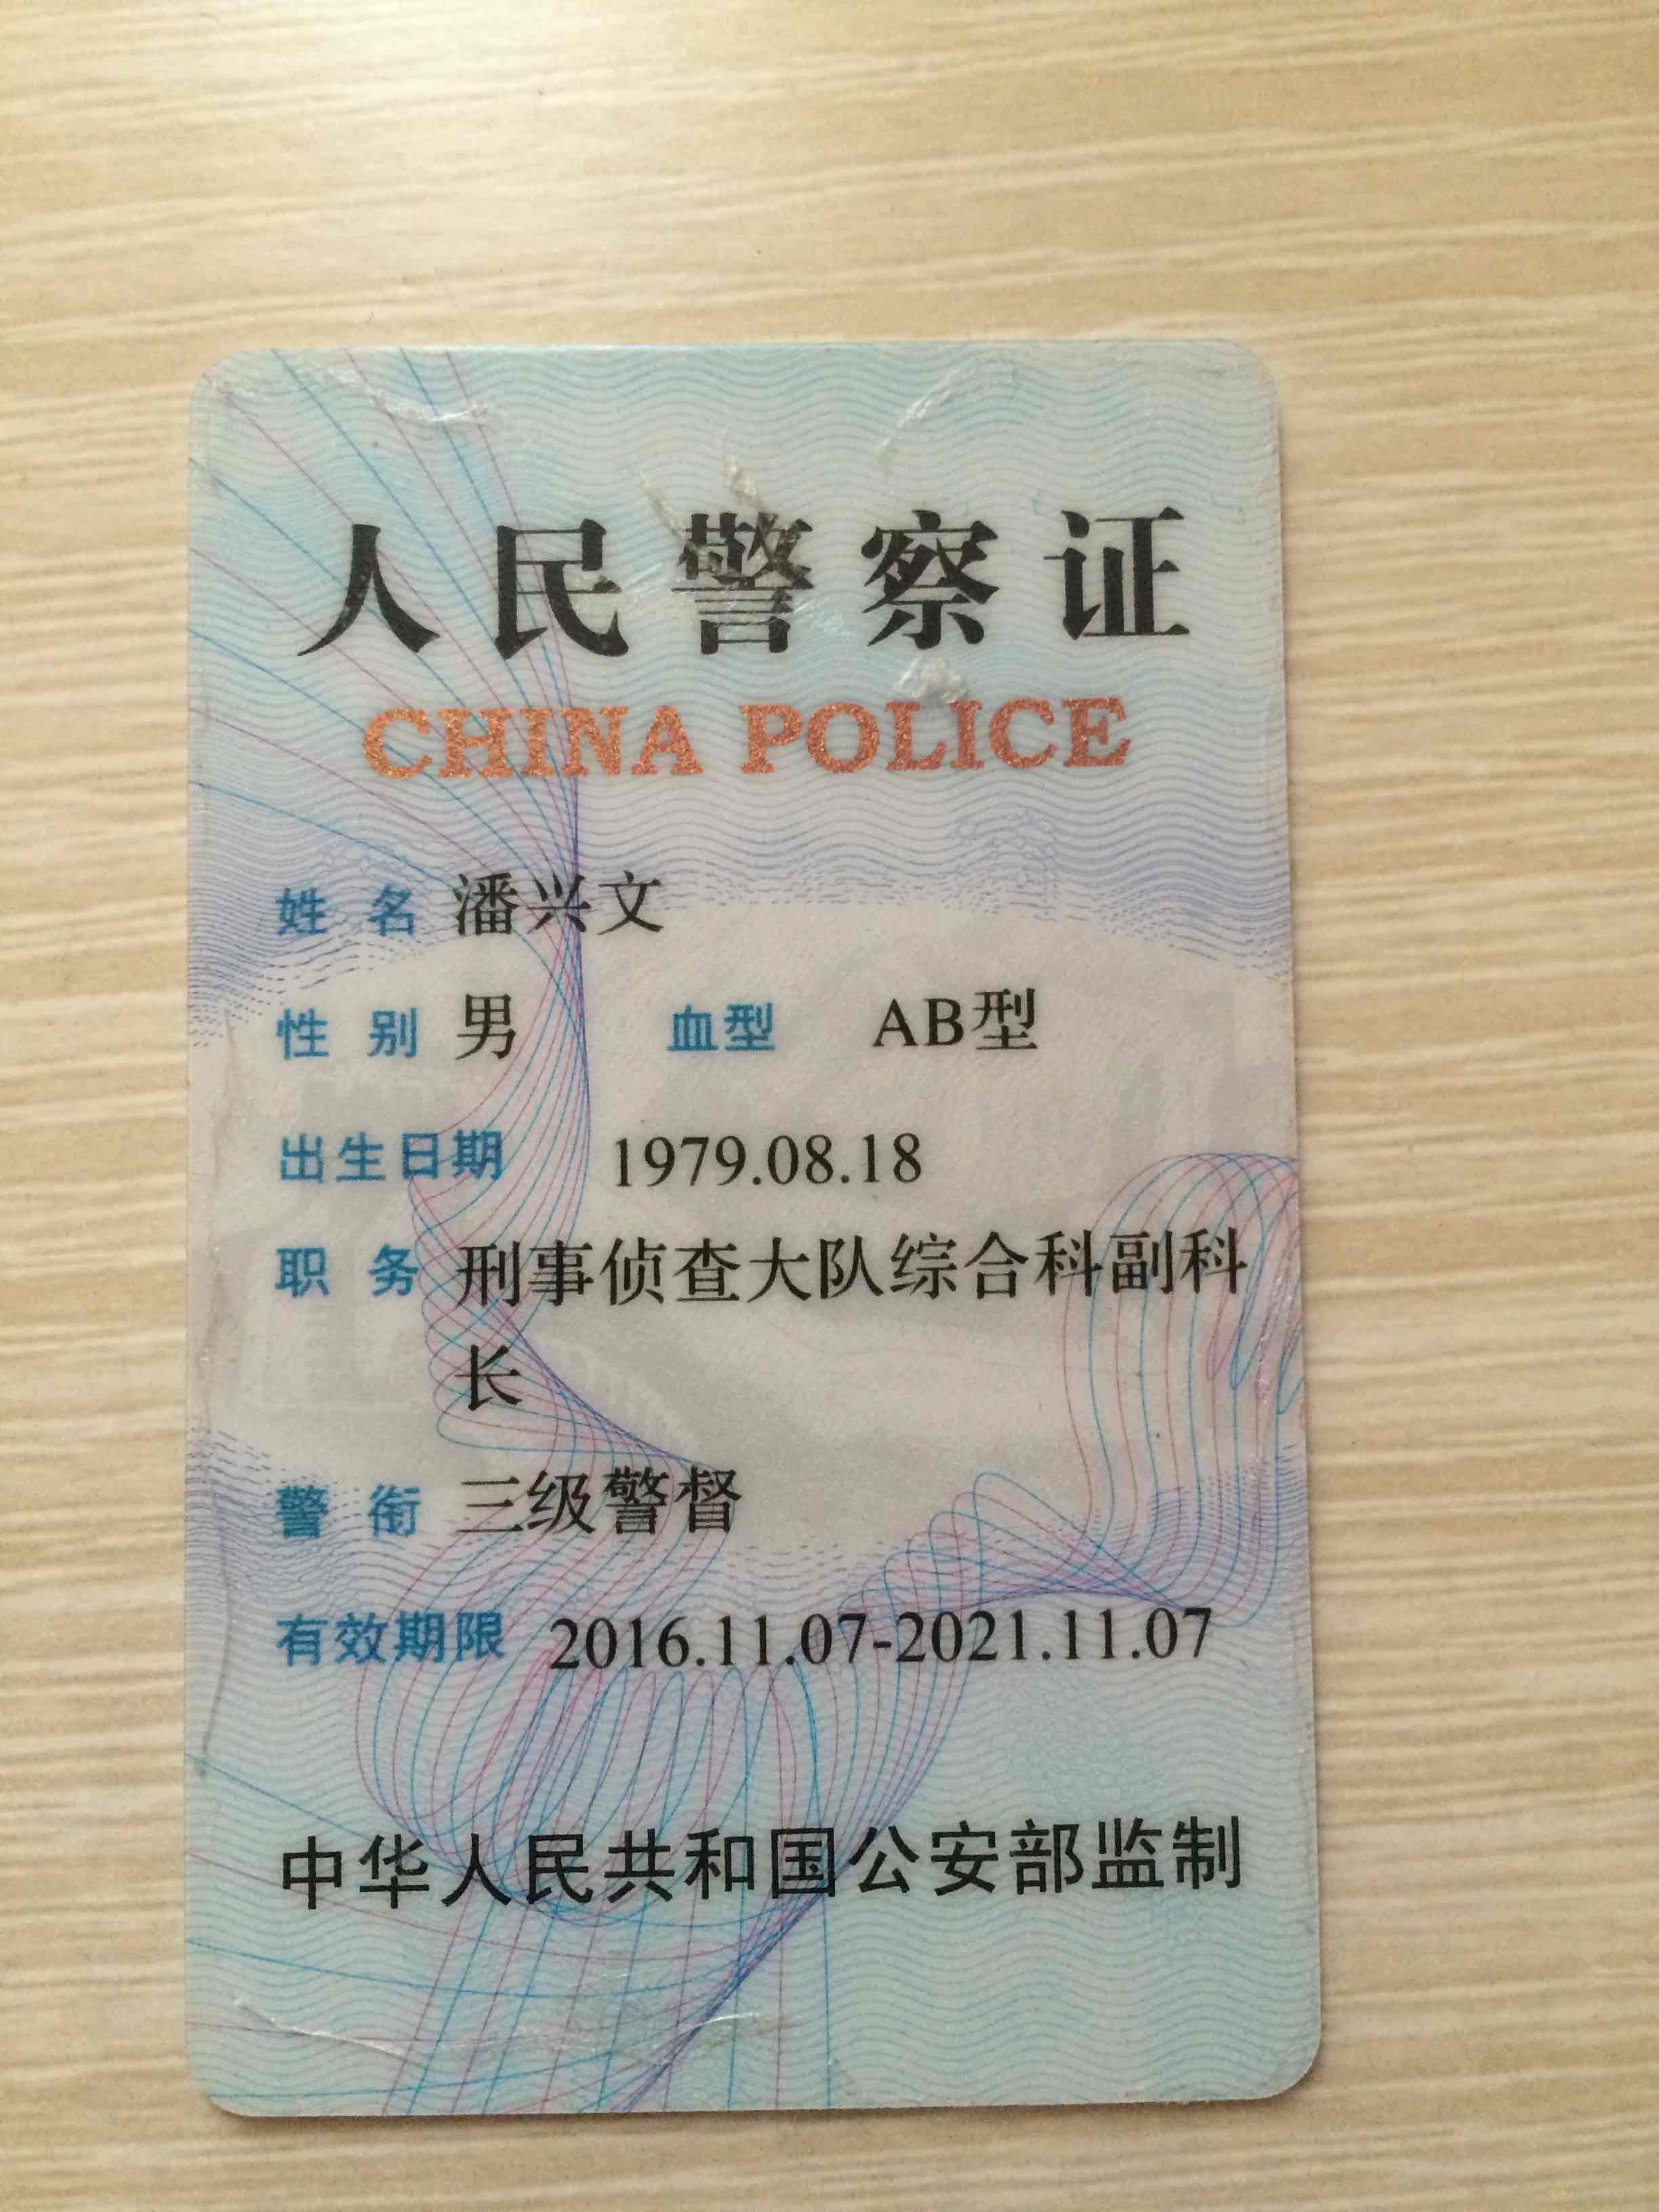 人民警察证
CHINA POLICE
姓 名 潘兴文
性 别 男 血型 AB型
出生日期 1979.08.18
职 务 刑事侦查大队综合科副科
长
警 衔 三级警督
有效期限 2016.11.07-2021.11.07
中华人民共和国公安部监制